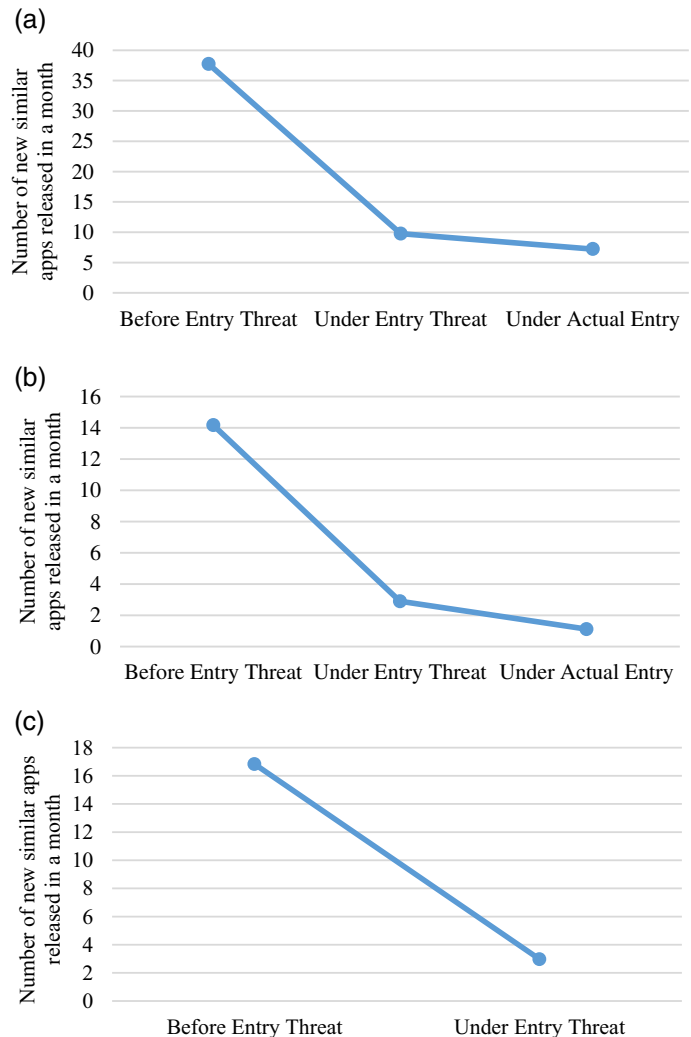 (a)
Number of new similar
apps released in a month
40
35
30
25
20
15
10
5
0
Before Entry Threat Under Entry Threat Under Actual Entry
(b)
Number of new similar
apps released in a month
16
14
12
10
8
6
4
2
0
Before Entry Threat Under Entry Threat Under Actual Entry
(c)
Number of new similar apps
released in a month
18
16
14
12
10
8
6
4
2
0
Before Entry Threat Under Entry Threat